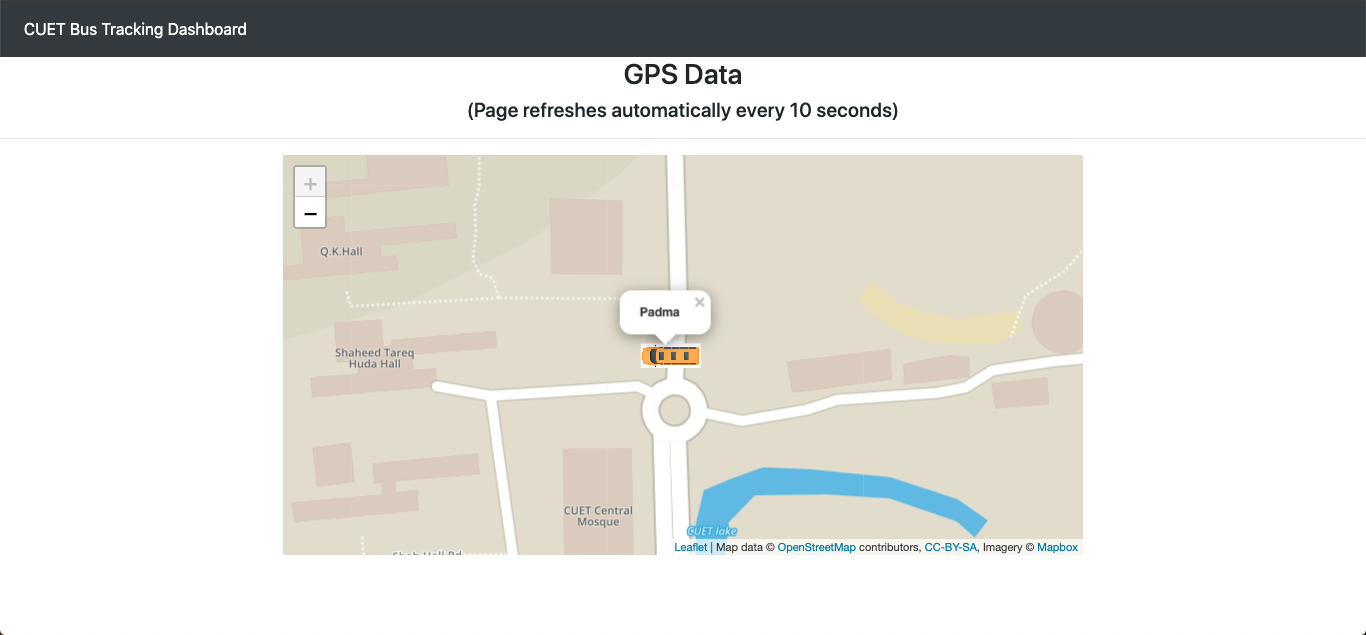 CUET Bus Tracking Dashboard
GPS Data
(Page refreshes automatically every 10 seconds)
+
−
Q.K.Hall
Padma ×
Shaheed Tareq
Huda Hall
CUET Central
Mosque
CUET lake
Shah Hall Rd
Leaflet | Map data © OpenStreetMap contributors, CC-BY-SA, Imagery © Mapbox